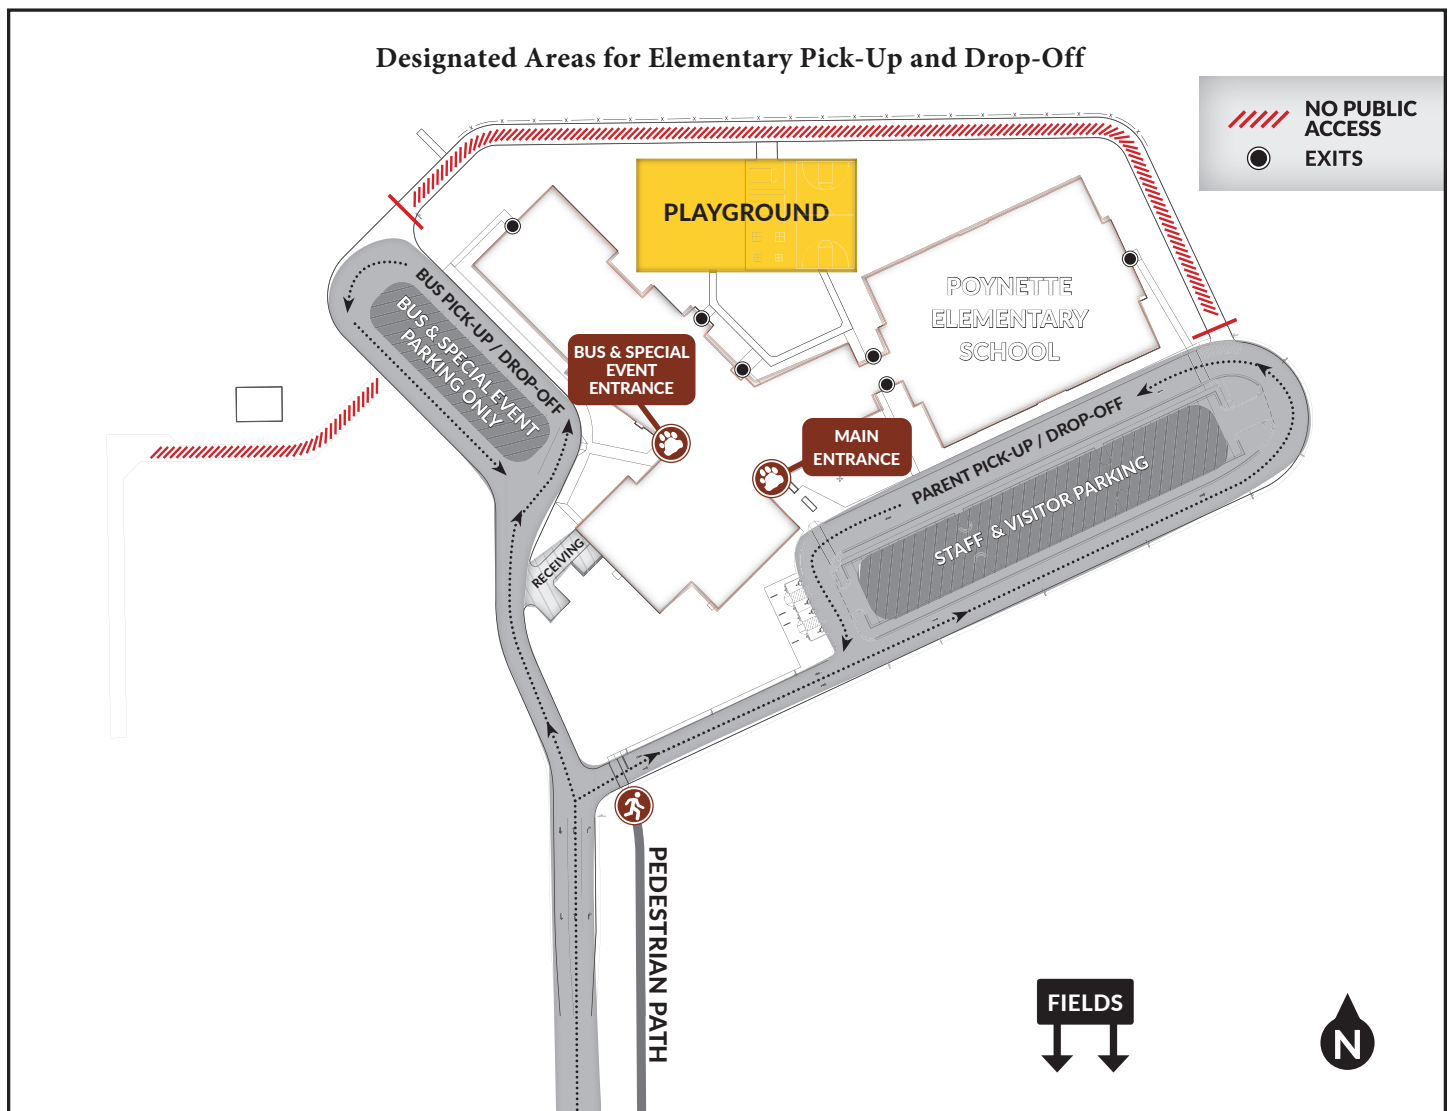 Designated Areas for Elementary Pick-Up and Drop-Off
NO PUBLIC
ACCESS
EXITS
PLAYGROUND
POYNETTE
ELEMENTARY
SCHOOL
BUS PICK-UP / DROP-OFF
BUS & SPECIAL EVENT
PARKING ONLY
BUS & SPECIAL
EVENT
ENTRANCE
MAIN
ENTRANCE
PARENT PICK-UP / DROP-OFF
STAFF & VISITOR PARKING
RECEIVING
PEDESTRIAN PATH
FIELDS
N